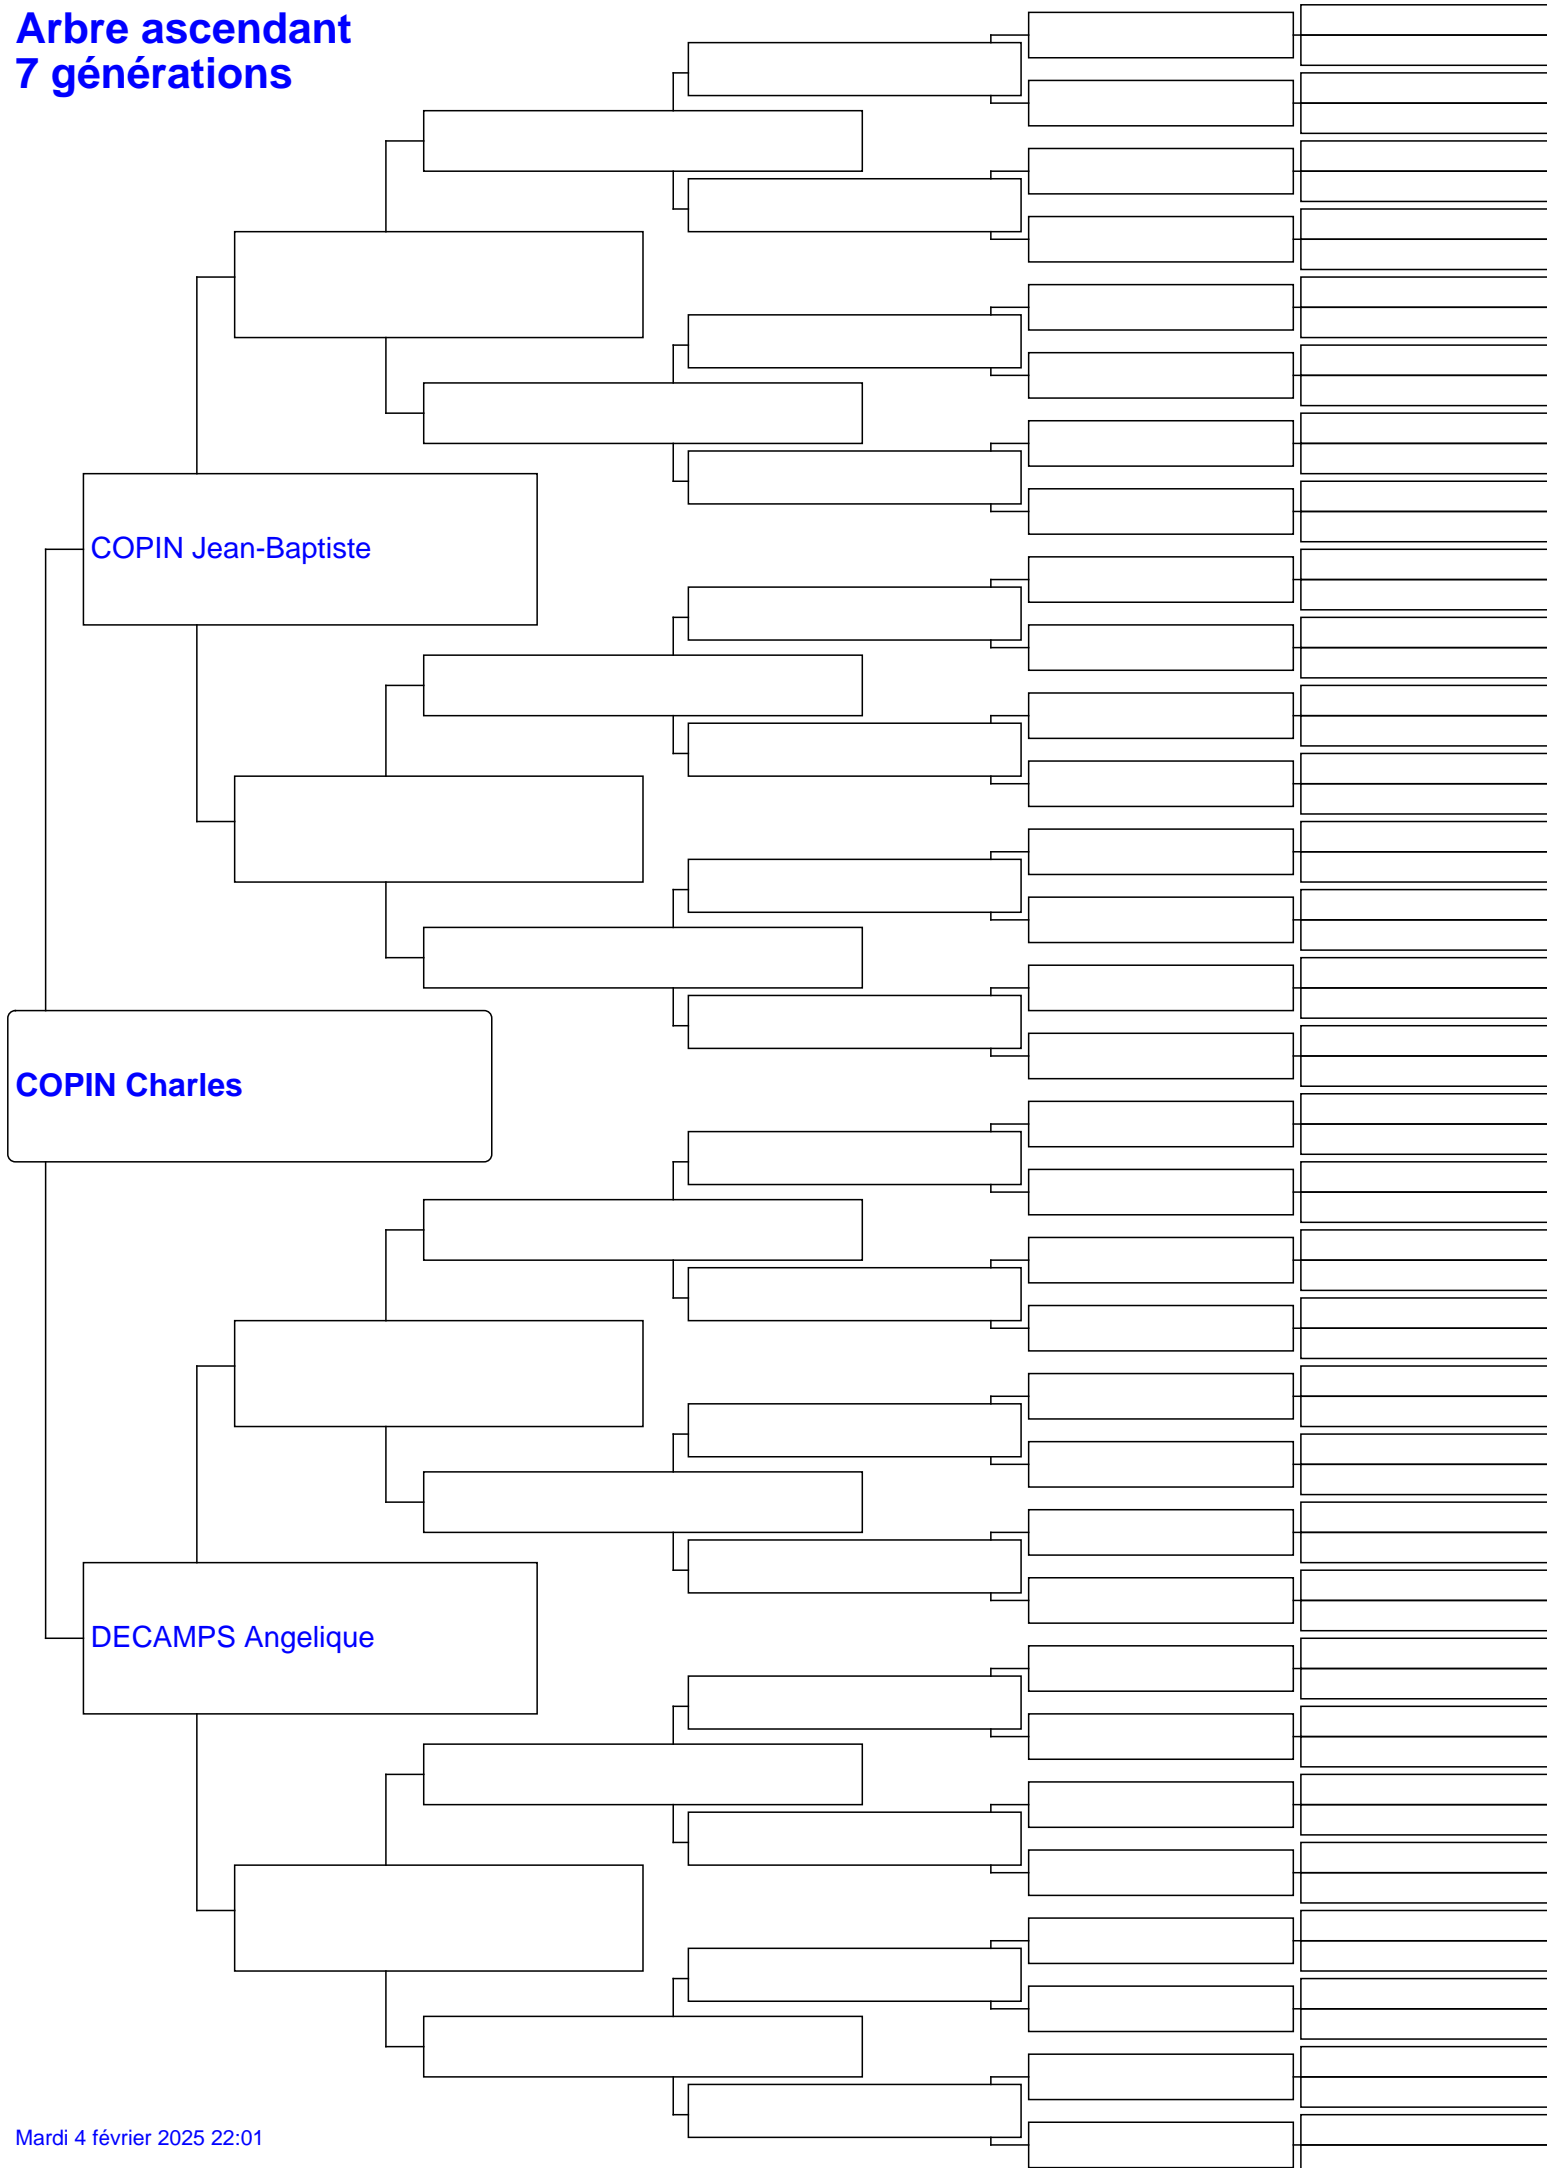 Arbre ascendant
7 générations
COPIN Jean-Baptiste
COPIN Charles
DECAMPS Angelique
Mardi 4 février 2025 22:01